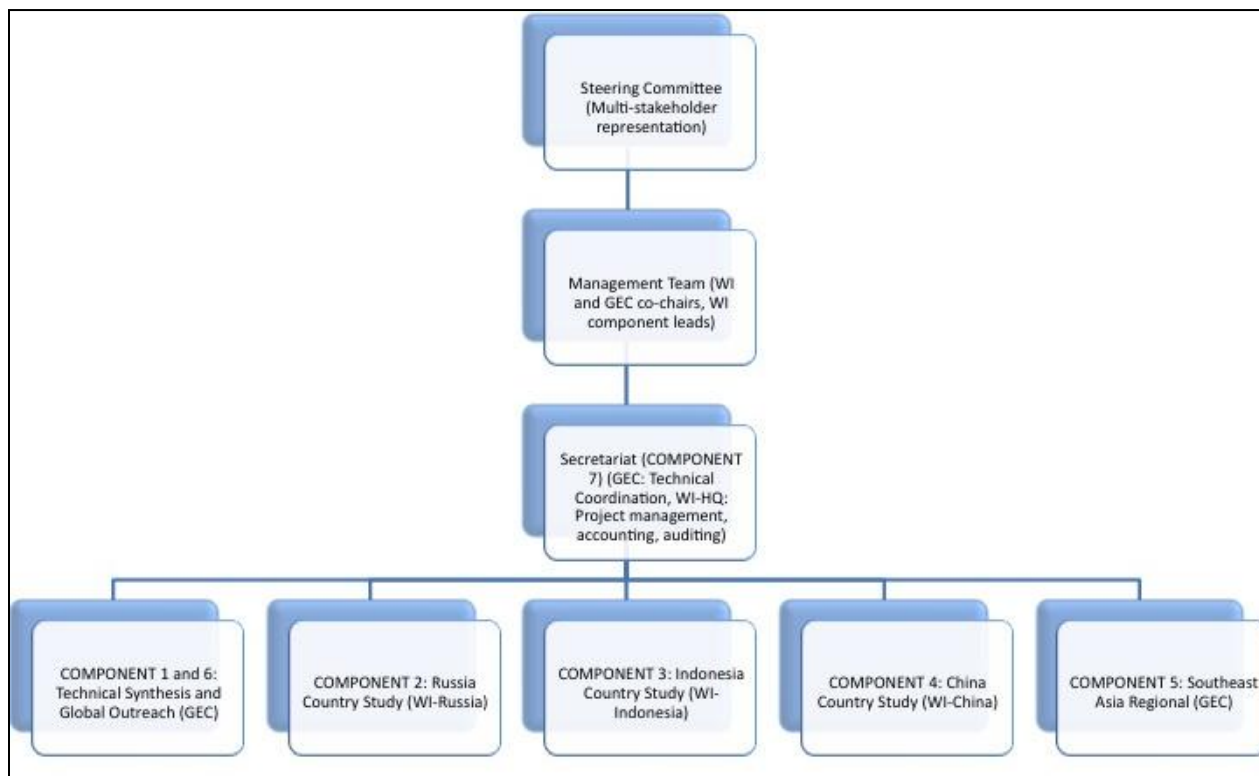 Steering Committee
(Multi-stakeholder
representation)
Management Team (WI
and GEC co-chairs, WI
component leads)
Secretariat (COMPONENT
7) (GEC: Technical
Coordination, WI-HQ:
Project management,
accounting, auditing)
COMPONENT 1 and 6:
Technical Synthesis and
Global Outreach (GEC)
COMPONENT 2: Russia
Country Study (WI-Russia)
COMPONENT 3: Indonesia
Country Study (WI-
Indonesia)
COMPONENT 4: China
Country Study (WI-China)
COMPONENT 5: Southeast
Asia Regional (GEC)